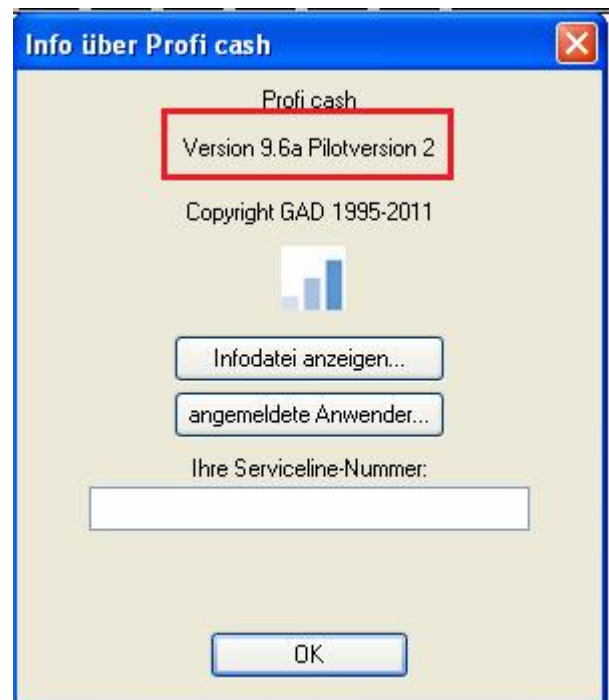 Info über Profi cash
Profi cash
Version 9.6a Pilotversion 2
Copyright GAD 1995-2011
Infodatei anzeigen...
angemeldete Anwender...
Ihre Serviceline-Nummer:
OK